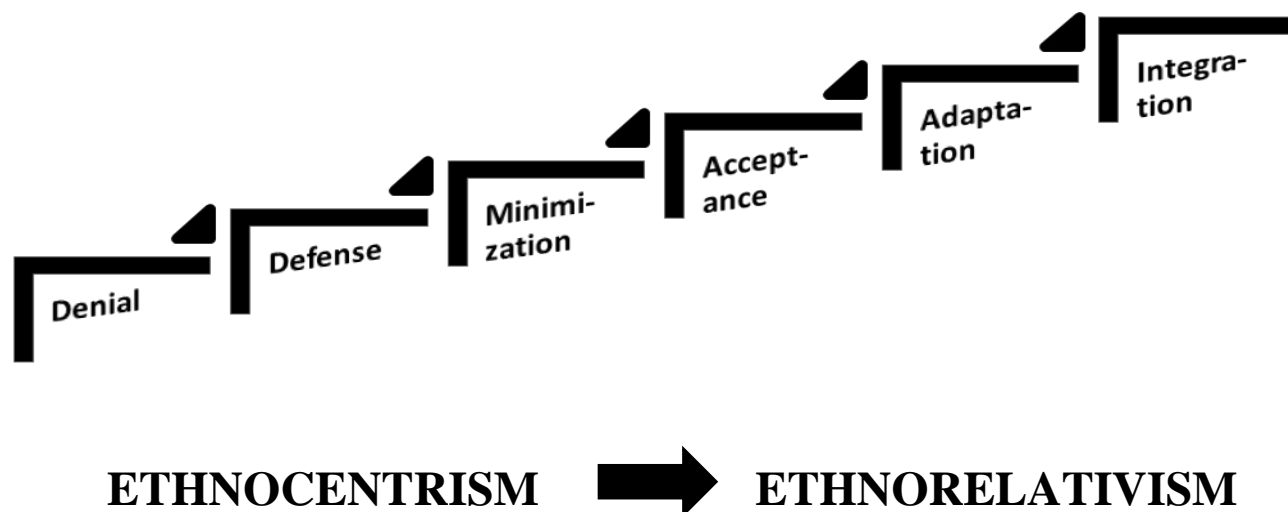 Denial
Defense
Minimi-
zation
Accept-
ance
Adapta-
tion
Integra-
tion
ETHNOCENTRISM ETHNORELATIVISM